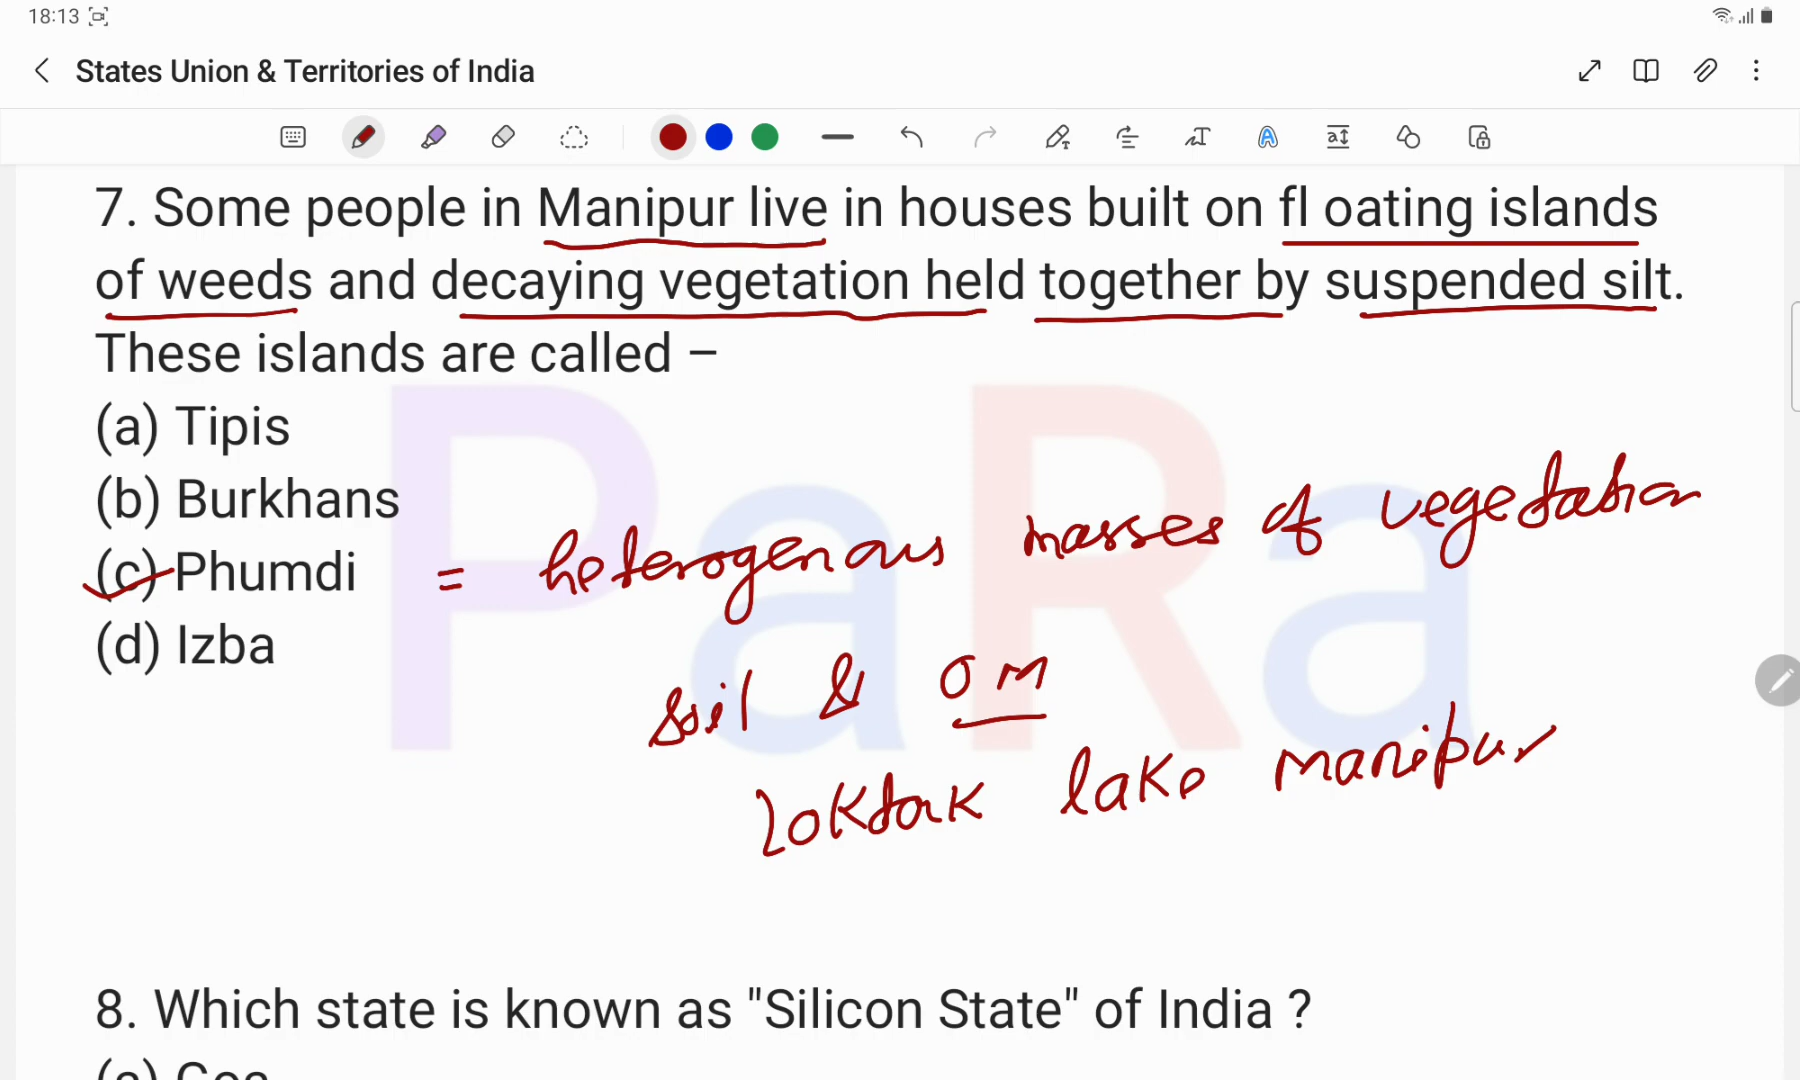 18:13
States Union & Territories of India
7. Some people in Manipur live in houses built on fl oating islands
of weeds and decaying vegetation held together by suspended silt.
These islands are called –
(a) Tipis
(b) Burkhans
(c) Phumdi = heterogenous masses of vegetation
(d) Izba
soil & OM
Loktak lake manipur
PaRa
8. Which state is known as "Silicon State" of India ?
(a) Goa